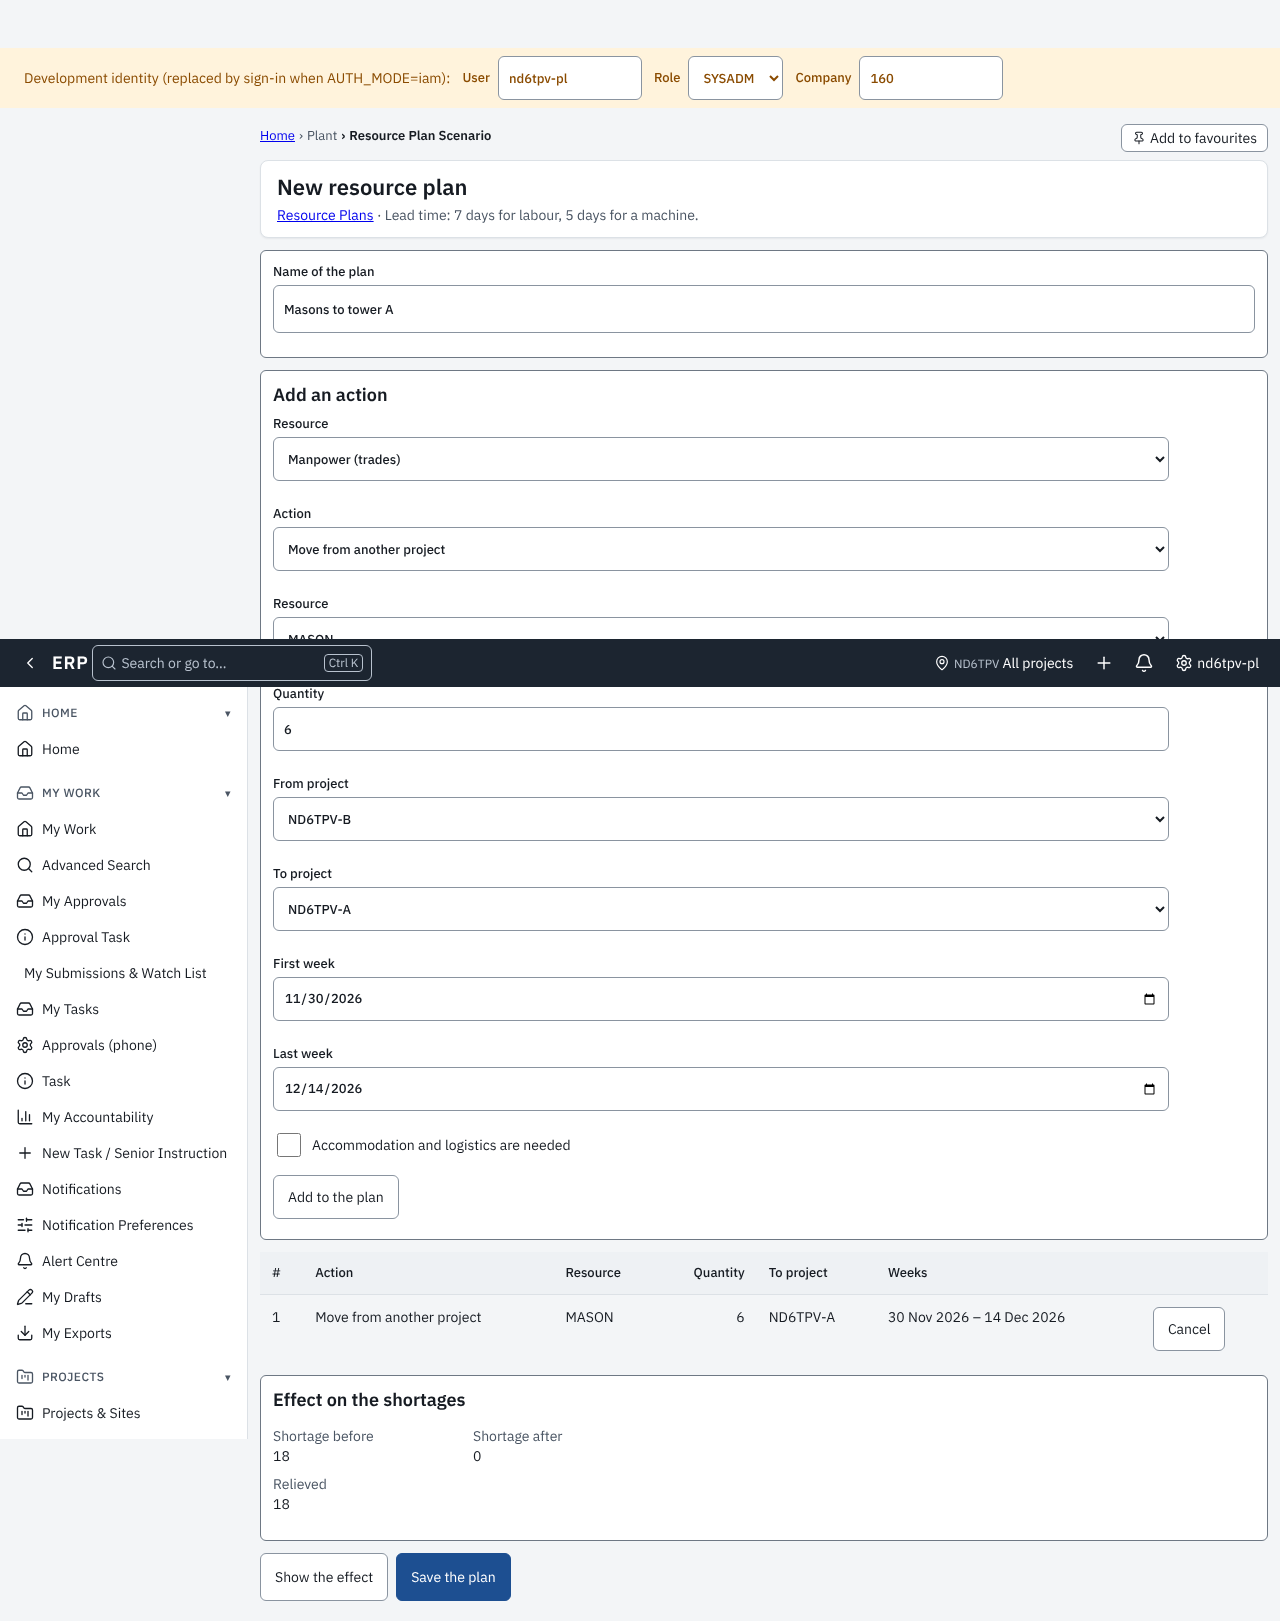 Development identity (replaced by sign-in when AUTH_MODE=iam): User nd6tpv-pl Role SYSADM Company 160
Home › Plant › Resource Plan Scenario
Add to favourites
New resource plan
Resource Plans · Lead time: 7 days for labour, 5 days for a machine.
Name of the plan
Masons to tower A
Add an action
Resource
Manpower (trades)
Action
Move from another project
Resource
MASON
ERP Search or go to... Ctrl K ND6TPV All projects nd6tpv-pl
HOME
Home
MY WORK
My Work
Advanced Search
My Approvals
Approval Task
My Submissions & Watch List
My Tasks
Approvals (phone)
Task
My Accountability
New Task / Senior Instruction
Notifications
Notification Preferences
Alert Centre
My Drafts
My Exports
PROJECTS
Projects & Sites
Quantity
6
From project
ND6TPV-B
To project
ND6TPV-A
First week
11/30/2026
Last week
12/14/2026
Accommodation and logistics are needed
Add to the plan
# Action Resource Quantity To project Weeks
1 Move from another project MASON 6 ND6TPV-A 30 Nov 2026 – 14 Dec 2026 Cancel
Effect on the shortages
Shortage before Shortage after
18 0
Relieved
18
Show the effect Save the plan